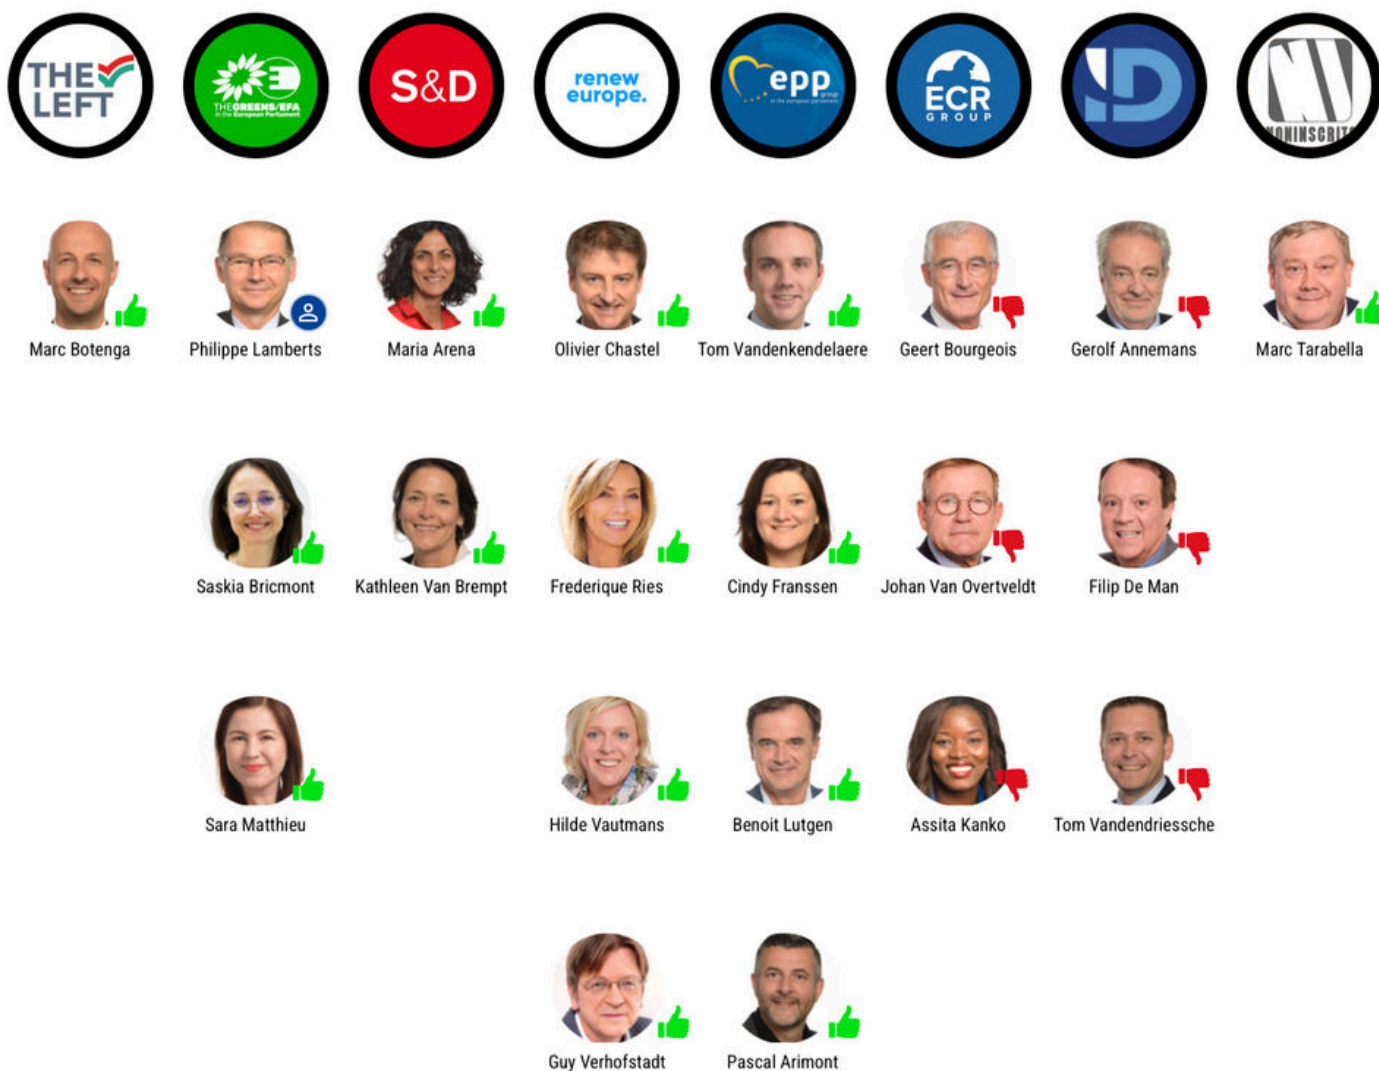 THE LEFT
THE GREENS/EFA
in the European Parliament
S&D
renew europe.
epp group
in the european parliament
ECR GROUP
ID
NI
NONINSCRITS
Marc Botenga
Philippe Lamberts
Maria Arena
Olivier Chastel
Tom Vandenkendelaere
Geert Bourgeois
Gerolf Annemans
Marc Tarabella
Saskia Bricmont
Kathleen Van Brempt
Frederique Ries
Cindy Franssen
Johan Van Overtveldt
Filip De Man
Sara Matthieu
Hilde Vautmans
Benoit Lutgen
Assita Kanko
Tom Vandendriessche
Guy Verhofstadt
Pascal Arimont